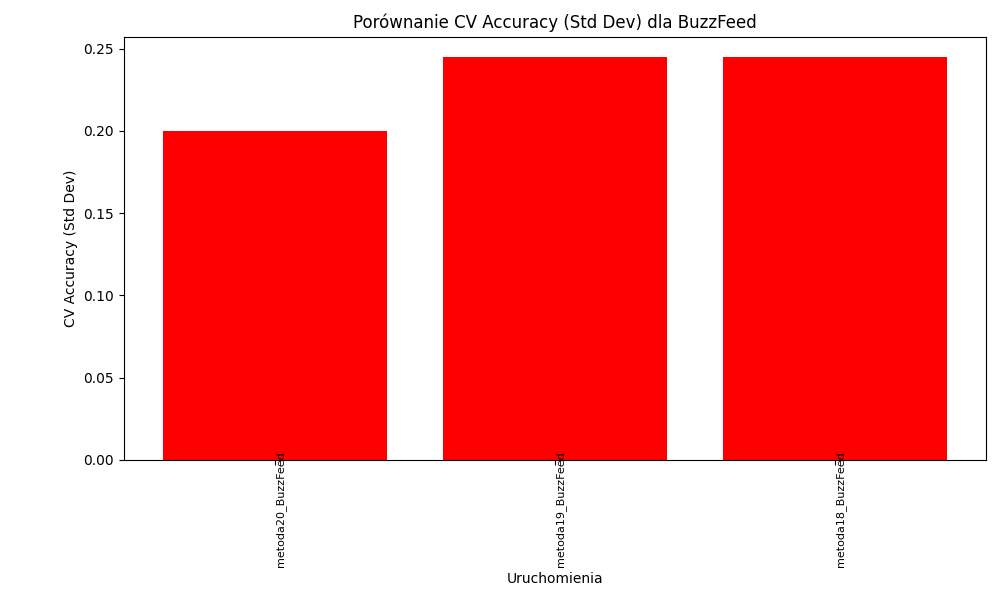 Porównanie CV Accuracy (Std Dev) dla BuzzFeed
0.25
0.20
0.15
0.10
0.05
0.00
CV Accuracy (Std Dev)
metoda20_BuzzFeed
metoda19_BuzzFeed
metoda18_BuzzFeed
Uruchomienia